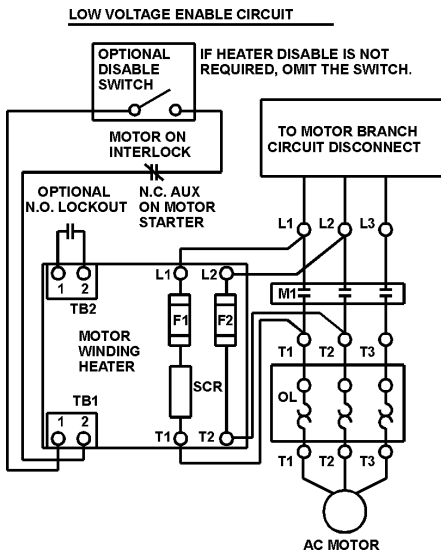 LOW VOLTAGE ENABLE CIRCUIT
OPTIONAL
DISABLE
SWITCH
IF HEATER DISABLE IS NOT
REQUIRED, OMIT THE SWITCH.
MOTOR ON
INTERLOCK
TO MOTOR BRANCH
CIRCUIT DISCONNECT
OPTIONAL
N.O. LOCKOUT
N.C. AUX
ON MOTOR
STARTER
L1 L2 L3
L1 L2
1 2
TB2
M1
F1 F2
MOTOR
WINDING
HEATER
SCR
T1 T2 T3
OL
TB1
1 2
T1 T2
T1 T2 T3
AC MOTOR